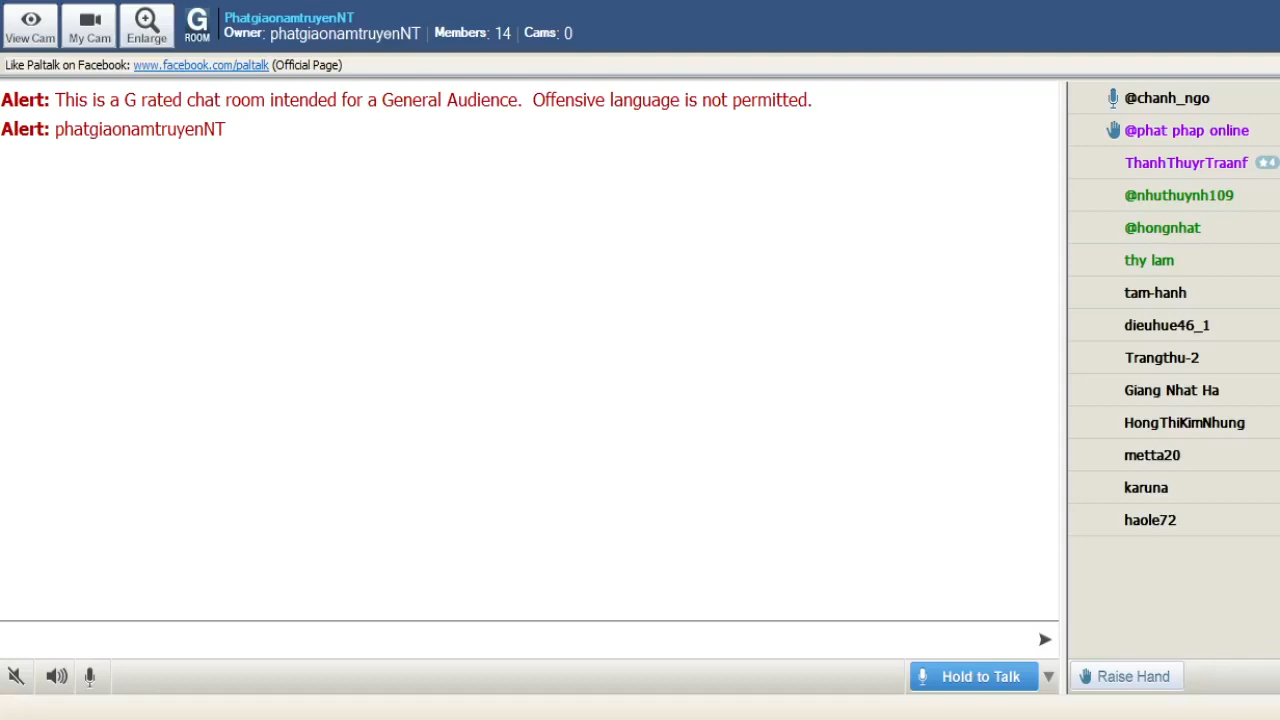 PhatgiaonamtruyenNT
Owner: phatgiaonamtruyenNT Members: 14 Cams: 0
View Cam My Cam Enlarge G ROOM
Like Paltalk on Facebook: www.facebook.com/paltalk (Official Page)
Alert: This is a G rated chat room intended for a General Audience. Offensive language is not permitted.
Alert: phatgiaonamtruyenNT
@chanh_ngo
@phat phap online
ThanhThuyrTraanf ★4
@nhuthuynh109
@hongnhat
thy lam
tam-hanh
dieuhue46_1
Trangthu-2
Giang Nhat Ha
HongThiKimNhung
metta20
karuna
haole72
Hold to Talk
Raise Hand